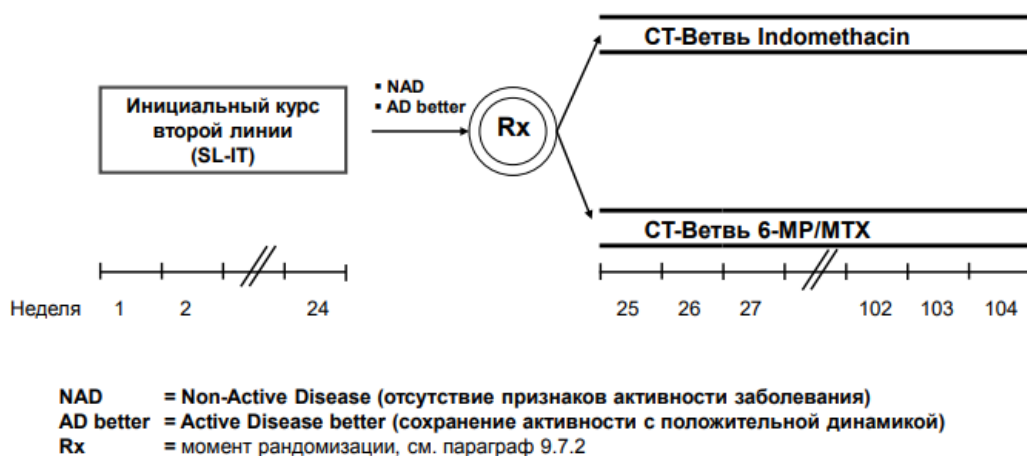 СТ-Ветвь Indomethacin
▪ NAD
▪ AD better
Инициальный курс
второй линии
(SL-IT)
Rx
СТ-Ветвь 6-MP/MTX
Неделя 1 2 24 25 26 27 102 103 104
NAD = Non-Active Disease (отсутствие признаков активности заболевания)
AD better = Active Disease better (сохранение активности с положительной динамикой)
Rx = момент рандомизации, см. параграф 9.7.2